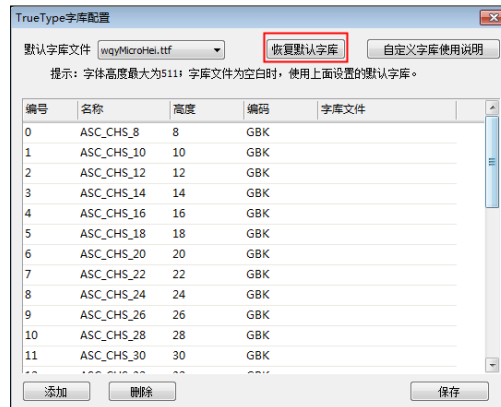 TrueType字库配置
默认字库文件 wqyMicroHei.ttf 恢复默认字库 自定义字库使用说明
提示：字体高度最大为511；字库文件为空白时，使用上面设置的默认字库。
编号 名称 高度 编码 字库文件
0 ASC_CHS_8 8 GBK
1 ASC_CHS_10 10 GBK
2 ASC_CHS_12 12 GBK
3 ASC_CHS_14 14 GBK
4 ASC_CHS_16 16 GBK
5 ASC_CHS_18 18 GBK
6 ASC_CHS_20 20 GBK
7 ASC_CHS_22 22 GBK
8 ASC_CHS_24 24 GBK
9 ASC_CHS_26 26 GBK
10 ASC_CHS_28 28 GBK
11 ASC_CHS_30 30 GBK
添加 删除 保存